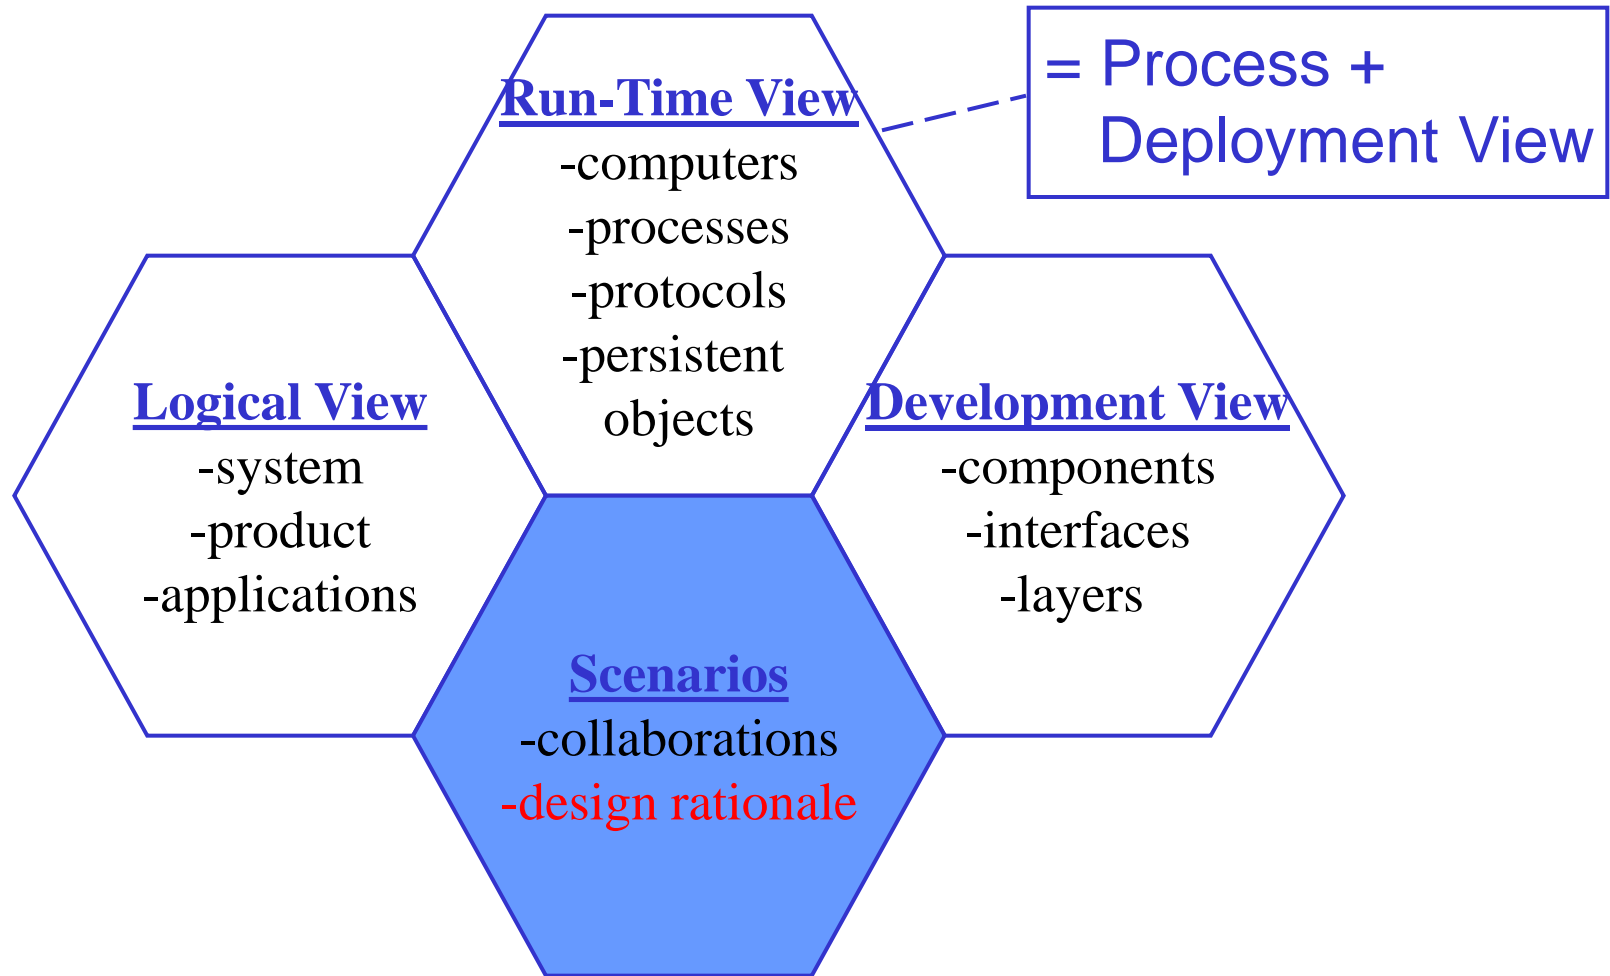 = Process +
Deployment View
Run-Time View
-computers
-processes
-protocols
-persistent
objects
Logical View
-system
-product
-applications
Development View
-components
-interfaces
-layers
Scenarios
-collaborations
-design rationale